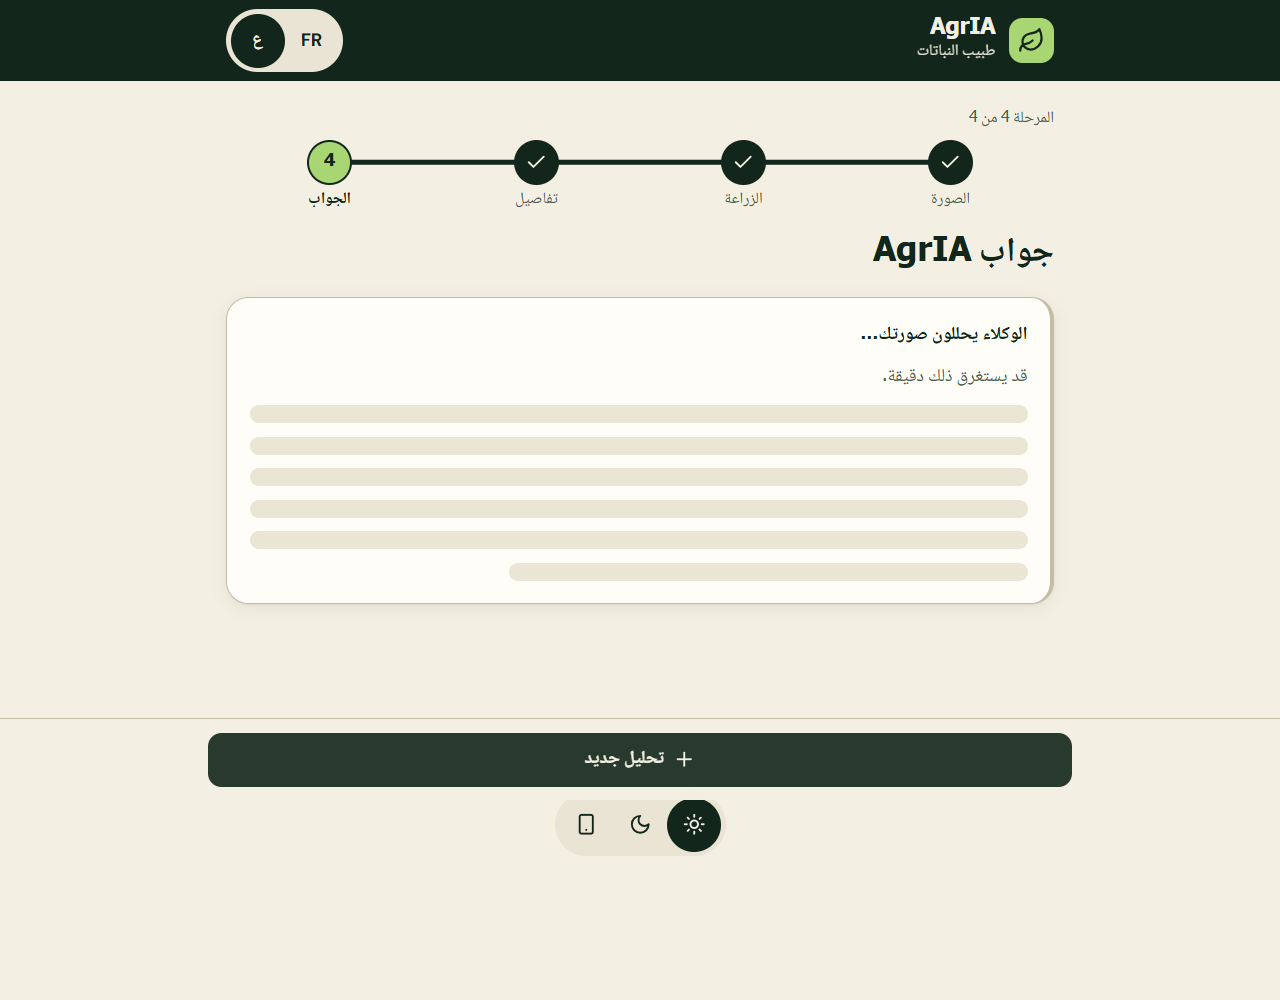 AgrIA
طبيب النباتات
FR
ع
المرحلة 4 من 4
الصورة
الزراعة
تفاصيل
4
الجواب
جواب AgrIA
الوكلاء يحللون صورتك...
قد يستغرق ذلك دقيقة.
تحليل جديد